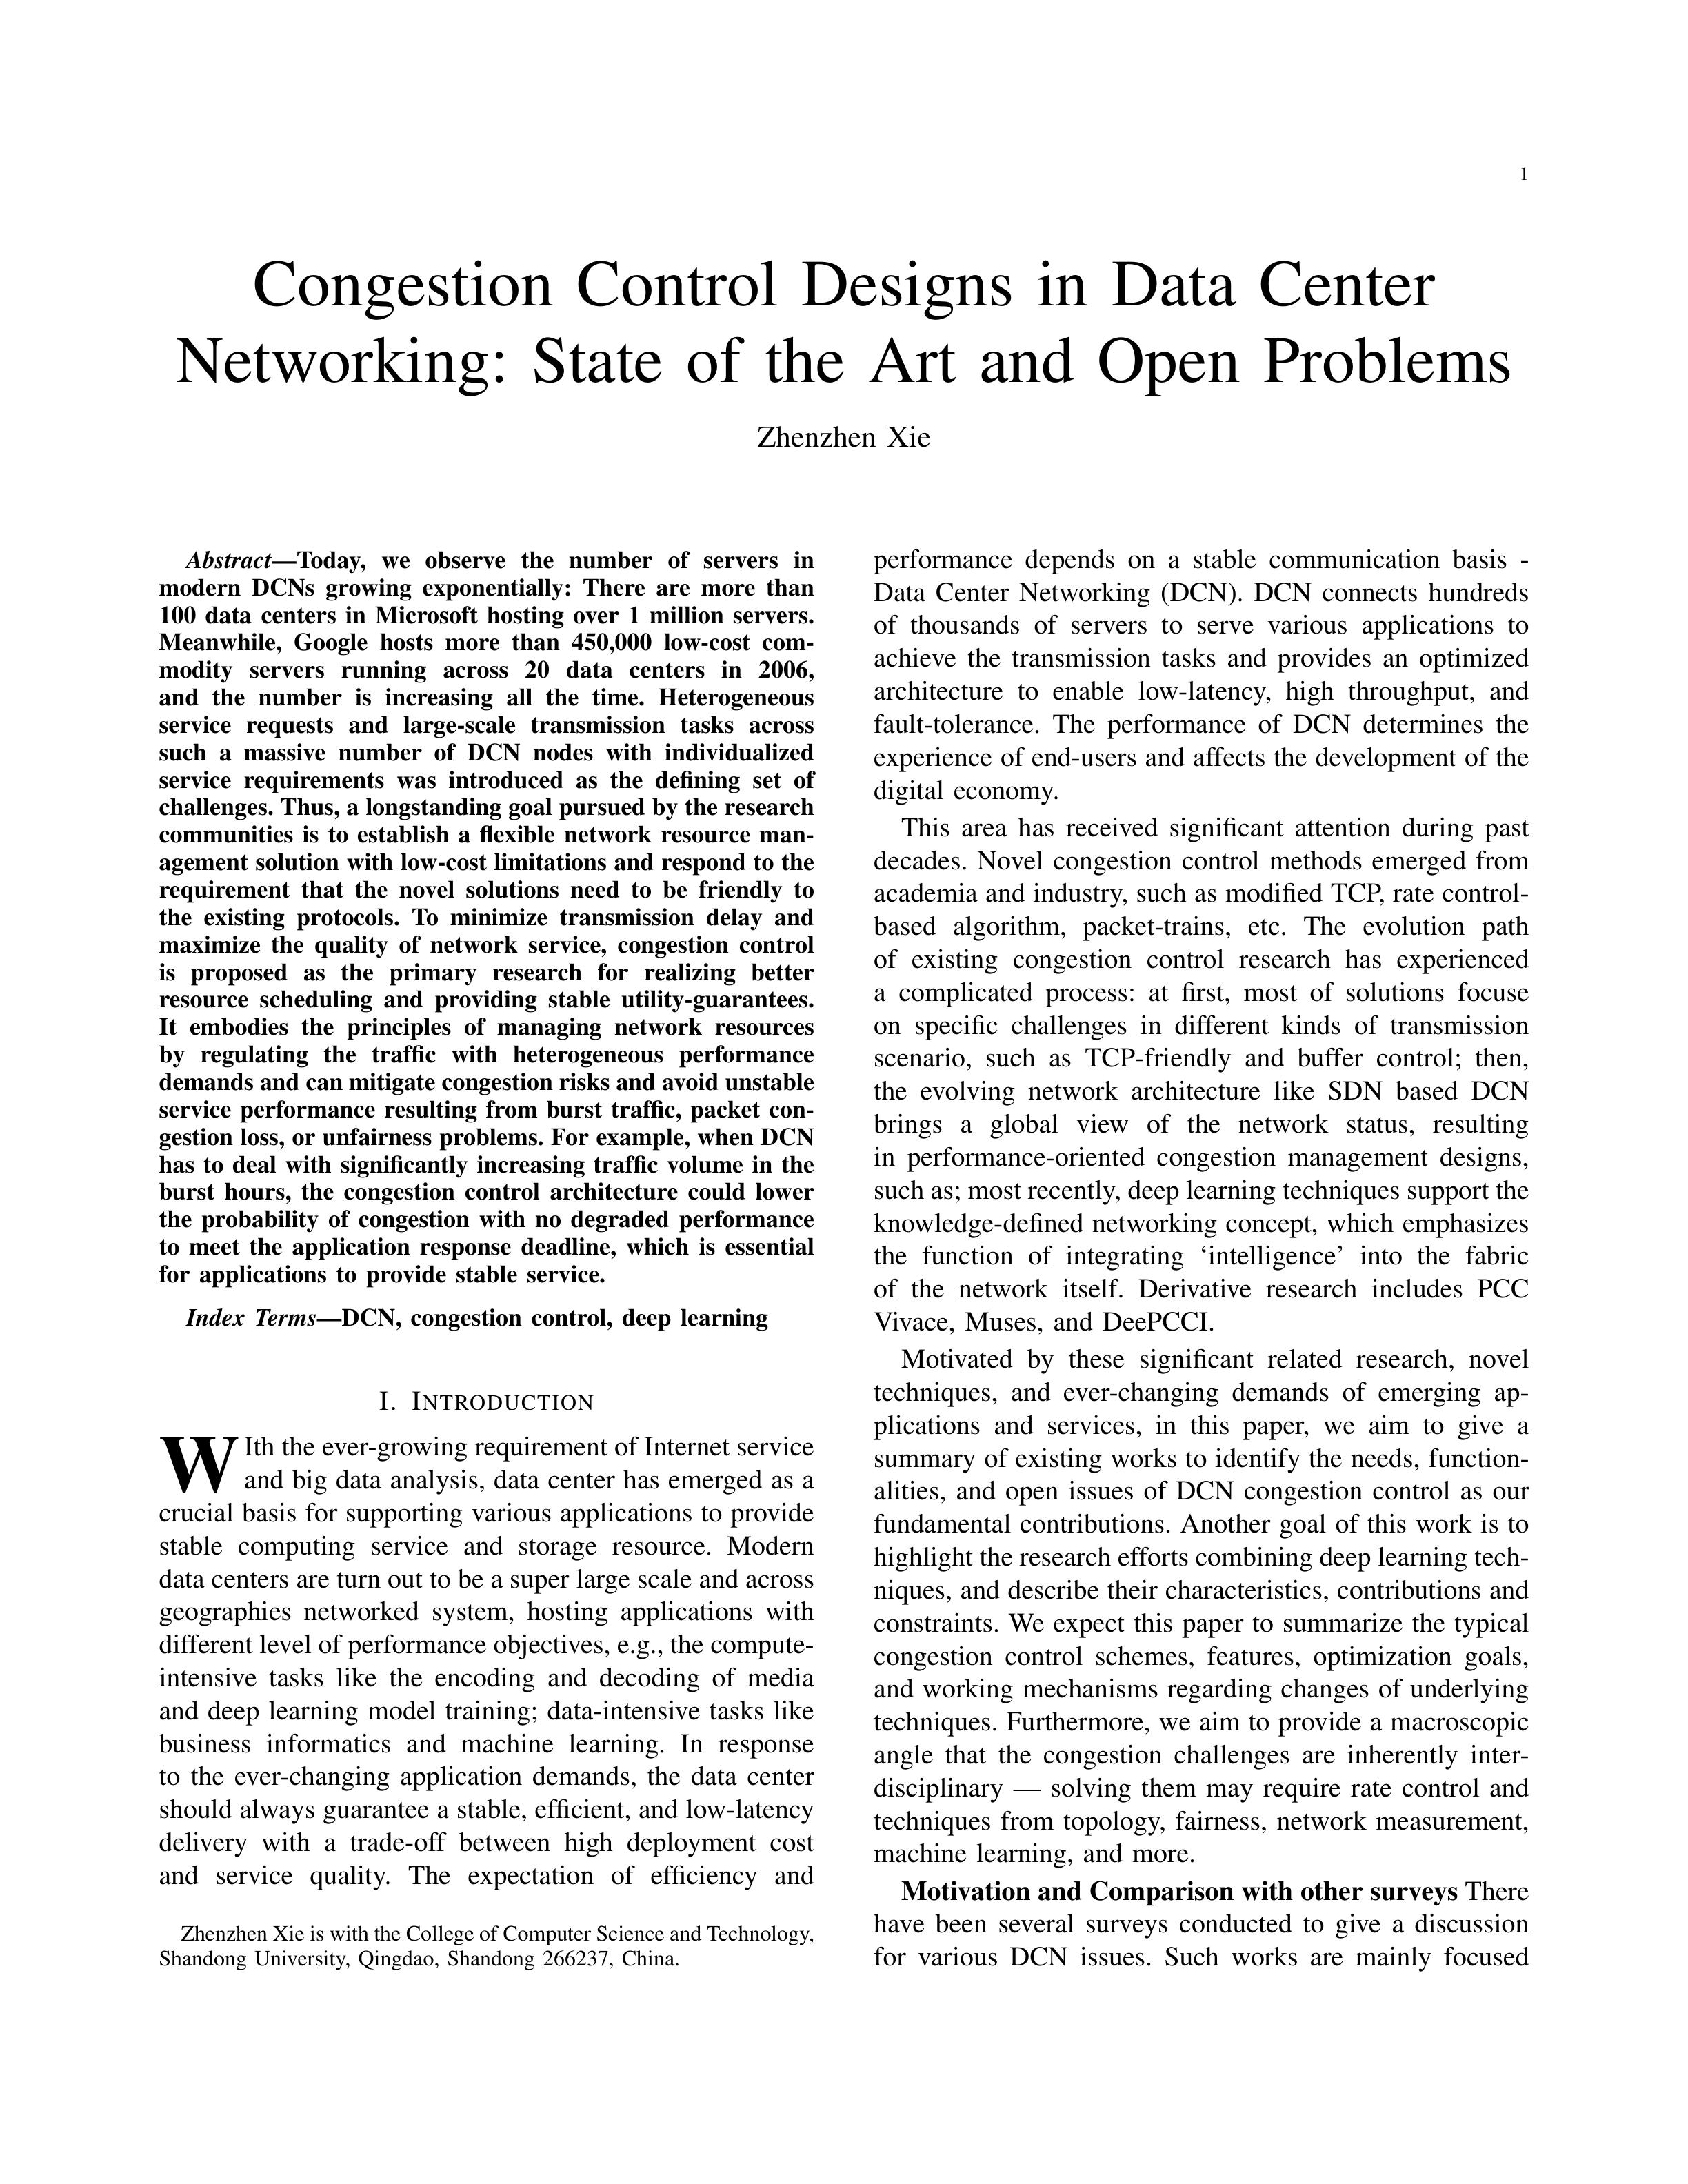 1
Congestion Control Designs in Data Center
Networking: State of the Art and Open Problems
Zhenzhen Xie
Abstract—Today, we observe the number of servers in
modern DCNs growing exponentially: There are more than
100 data centers in Microsoft hosting over 1 million servers.
Meanwhile, Google hosts more than 450,000 low-cost com-
modity servers running across 20 data centers in 2006,
and the number is increasing all the time. Heterogeneous
service requests and large-scale transmission tasks across
such a massive number of DCN nodes with individualized
service requirements was introduced as the defining set of
challenges. Thus, a longstanding goal pursued by the research
communities is to establish a flexible network resource man-
agement solution with low-cost limitations and respond to the
requirement that the novel solutions need to be friendly to
the existing protocols. To minimize transmission delay and
maximize the quality of network service, congestion control
is proposed as the primary research for realizing better
resource scheduling and providing stable utility-guarantees.
It embodies the principles of managing network resources
by regulating the traffic with heterogeneous performance
demands and can mitigate congestion risks and avoid unstable
service performance resulting from burst traffic, packet con-
gestion loss, or unfairness problems. For example, when DCN
has to deal with significantly increasing traffic volume in the
burst hours, the congestion control architecture could lower
the probability of congestion with no degraded performance
to meet the application response deadline, which is essential
for applications to provide stable service.
Index Terms—DCN, congestion control, deep learning
I. INTRODUCTION
WIth the ever-growing requirement of Internet service
and big data analysis, data center has emerged as a
crucial basis for supporting various applications to provide
stable computing service and storage resource. Modern
data centers are turn out to be a super large scale and across
geographies networked system, hosting applications with
different level of performance objectives, e.g., the compute-
intensive tasks like the encoding and decoding of media
and deep learning model training; data-intensive tasks like
business informatics and machine learning. In response
to the ever-changing application demands, the data center
should always guarantee a stable, efficient, and low-latency
delivery with a trade-off between high deployment cost
and service quality. The expectation of efficiency and
Zhenzhen Xie is with the College of Computer Science and Technology,
Shandong University, Qingdao, Shandong 266237, China.
performance depends on a stable communication basis -
Data Center Networking (DCN). DCN connects hundreds
of thousands of servers to serve various applications to
achieve the transmission tasks and provides an optimized
architecture to enable low-latency, high throughput, and
fault-tolerance. The performance of DCN determines the
experience of end-users and affects the development of the
digital economy.
This area has received significant attention during past
decades. Novel congestion control methods emerged from
academia and industry, such as modified TCP, rate control-
based algorithm, packet-trains, etc. The evolution path
of existing congestion control research has experienced
a complicated process: at first, most of solutions focuse
on specific challenges in different kinds of transmission
scenario, such as TCP-friendly and buffer control; then,
the evolving network architecture like SDN based DCN
brings a global view of the network status, resulting
in performance-oriented congestion management designs,
such as; most recently, deep learning techniques support the
knowledge-defined networking concept, which emphasizes
the function of integrating ‘intelligence’ into the fabric
of the network itself. Derivative research includes PCC
Vivace, Muses, and DeePCCI.
Motivated by these significant related research, novel
techniques, and ever-changing demands of emerging ap-
plications and services, in this paper, we aim to give a
summary of existing works to identify the needs, function-
alities, and open issues of DCN congestion control as our
fundamental contributions. Another goal of this work is to
highlight the research efforts combining deep learning tech-
niques, and describe their characteristics, contributions and
constraints. We expect this paper to summarize the typical
congestion control schemes, features, optimization goals,
and working mechanisms regarding changes of underlying
techniques. Furthermore, we aim to provide a macroscopic
angle that the congestion challenges are inherently inter-
disciplinary — solving them may require rate control and
techniques from topology, fairness, network measurement,
machine learning, and more.
Motivation and Comparison with other surveys There
have been several surveys conducted to give a discussion
for various DCN issues. Such works are mainly focused